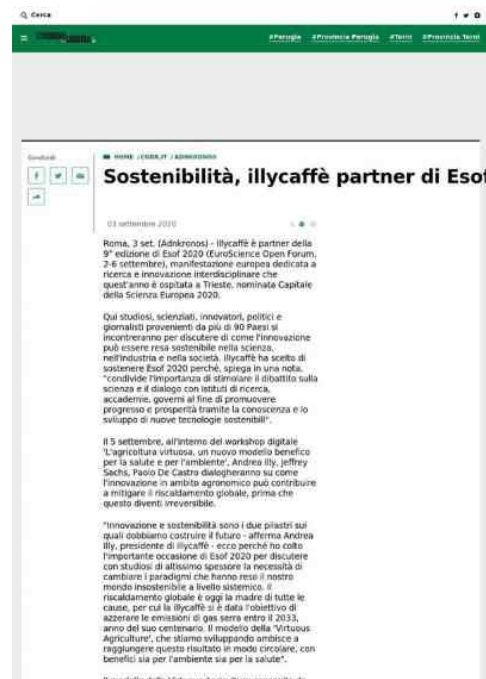 Cerca
#Perugia #Provincia Perugia #Terni #Provincia Terni
Condividi
HOME / CORR.IT / ADNKRONOS
Sostenibilità, illycaffè partner di Esof
03 settembre 2020
Roma, 3 set. (Adnkronos) - Illycaffè è partner della
9° edizione di Esof 2020 (EuroScience Open Forum,
2-6 settembre), manifestazione europea dedicata a
ricerca e innovazione interdisciplinare che
quest'anno è ospitata a Trieste, nominata Capitale
della Scienza Europea 2020.
Qui studiosi, scienziati, innovatori, politici e
giornalisti provenienti da più di 90 Paesi si
incontreranno per discutere di come l'innovazione
può essere resa sostenibile nella scienza,
nell'industria e nella società. Illycaffè ha scelto di
sostenere Esof 2020 perché, spiega in una nota,
"condivide l'importanza di stimolare il dibattito sulla
scienza e il dialogo con istituti di ricerca,
accademie, governi al fine di promuovere
progresso e prosperità tramite la conoscenza e lo
sviluppo di nuove tecnologie sostenibili".
Il 5 settembre, all'interno del workshop digitale
'L'agricoltura virtuosa, un nuovo modello benefico
per la salute e per l'ambiente', Andrea Illy, Jeffrey
Sachs, Paolo De Castro dialogheranno su come
l'innovazione in ambito agronomico può contribuire
a mitigare il riscaldamento globale, prima che
questo diventi irreversibile.
"Innovazione e sostenibilità sono i due pilastri sui
quali dobbiamo costruire il futuro - afferma Andrea
Illy, presidente di illycaffè - ecco perché ho colto
l'importante occasione di Esof 2020 per discutere
con studiosi di altissimo spessore la necessità di
cambiare i paradigmi che hanno reso il nostro
mondo insostenibile a livello sistemico. Il
riscaldamento globale è oggi la madre di tutte le
cause, per cui la illycaffè si è data l'obiettivo di
azzerare le emissioni di gas serra entro il 2033,
anno del suo centenario. Il modello della 'Virtuous
Agriculture', che stiamo sviluppando ambisce a
raggiungere questo risultato in modo circolare, con
benefici sia per l'ambiente sia per la salute".